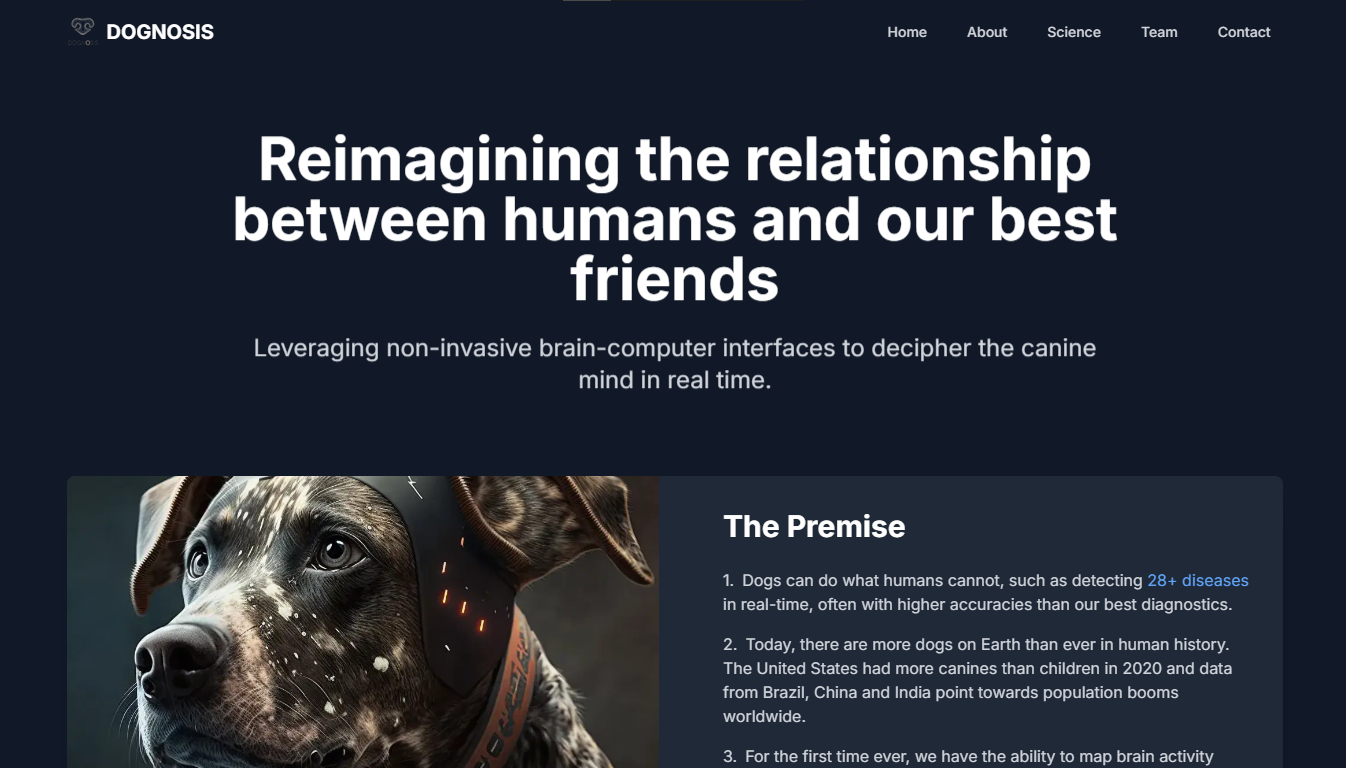 DOGNOSIS
Home
About
Science
Team
Contact
Reimagining the relationship
between humans and our best
friends
Leveraging non-invasive brain-computer interfaces to decipher the canine
mind in real time.
The Premise
1. Dogs can do what humans cannot, such as detecting 28+ diseases
in real-time, often with higher accuracies than our best diagnostics.
2. Today, there are more dogs on Earth than ever in human history.
The United States had more canines than children in 2020 and data
from Brazil, China and India point towards population booms
worldwide.
3. For the first time ever, we have the ability to map brain activity